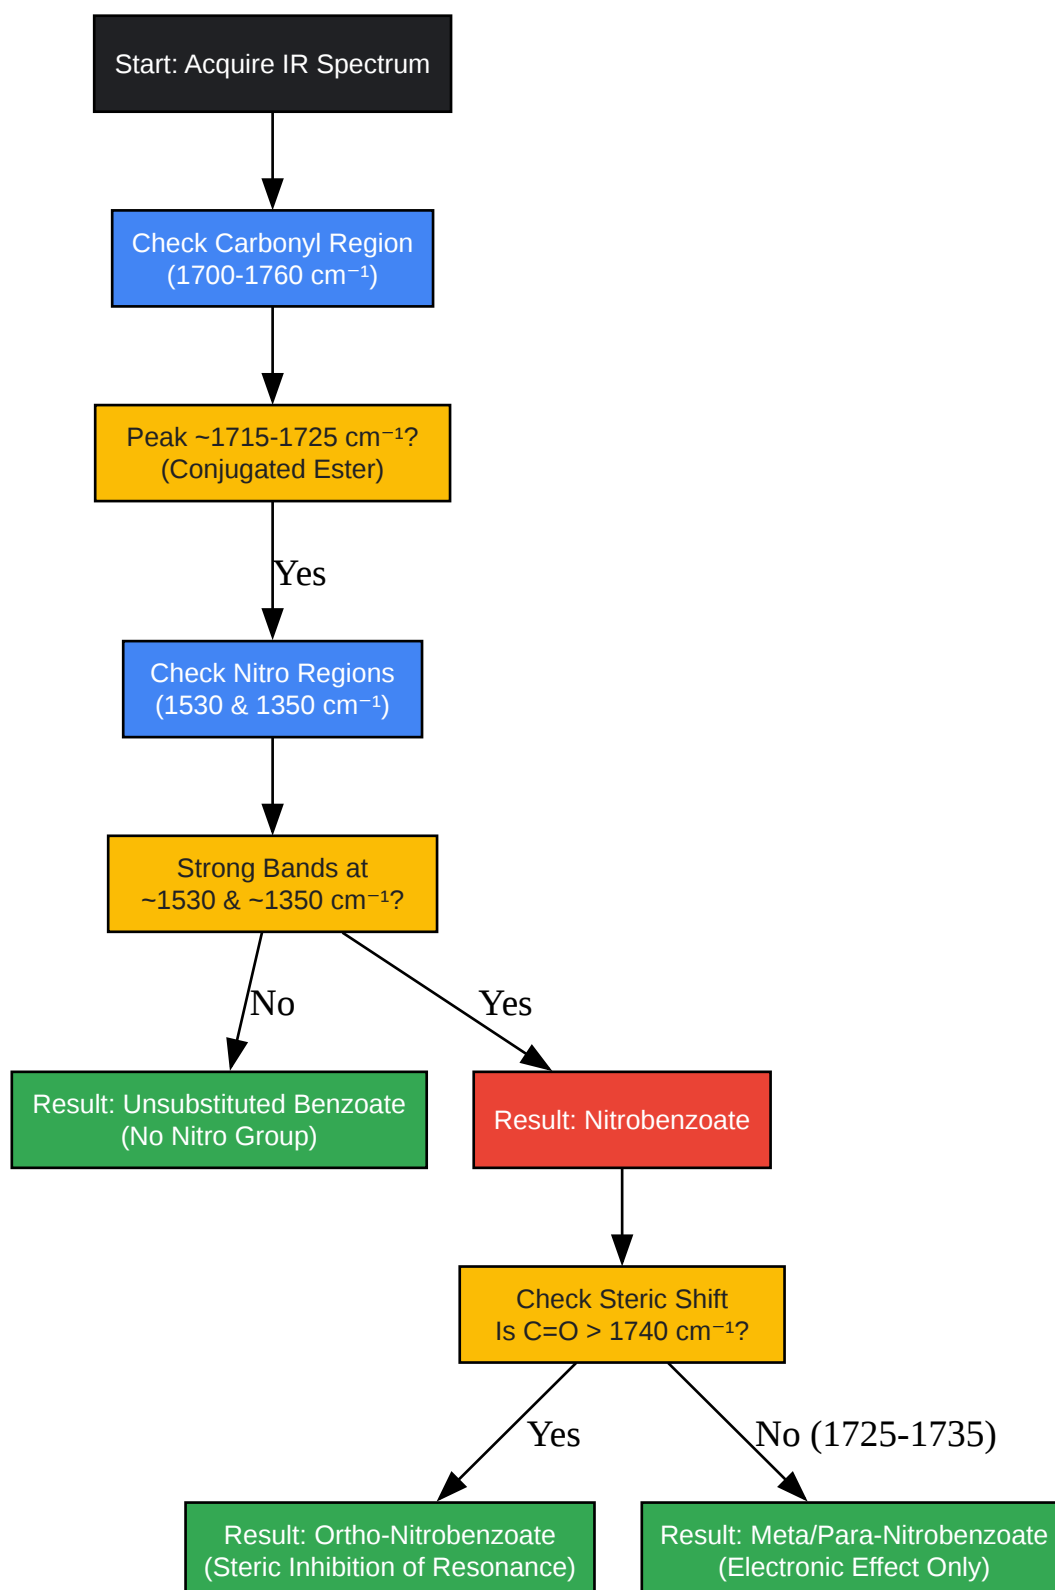 Start: Acquire IR Spectrum
Check Carbonyl Region
(1700-1760 cm⁻¹)
Peak ~1715-1725 cm⁻¹?
(Conjugated Ester)
Yes
Check Nitro Regions
(1530 & 1350 cm⁻¹)
Strong Bands at
~1530 & ~1350 cm⁻¹?
No
Yes
Result: Unsubstituted Benzoate
(No Nitro Group)
Result: Nitrobenzoate
Check Steric Shift
Is C=O > 1740 cm⁻¹?
Yes
No (1725-1735)
Result: Ortho-Nitrobenzoate
(Steric Inhibition of Resonance)
Result: Meta/Para-Nitrobenzoate
(Electronic Effect Only)